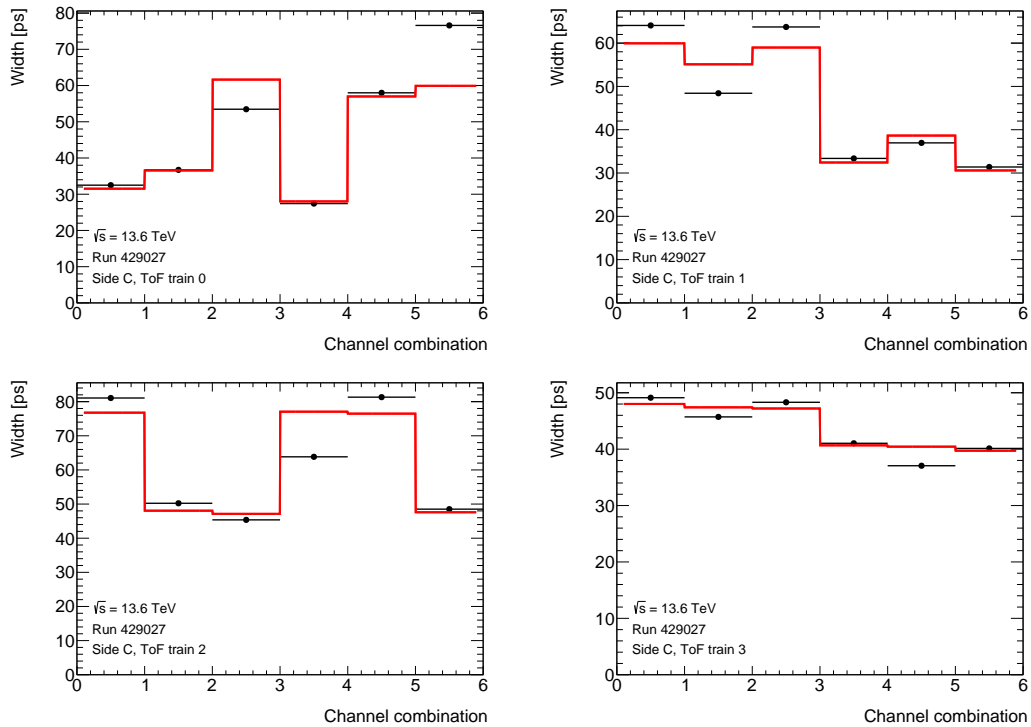 Width [ps]
80
70
60
50
40
30
20
10
0
√s = 13.6 TeV
Run 429027
Side C, ToF train 0
0 1 2 3 4 5 6
Channel combination
Width [ps]
60
50
40
30
20
10
0
√s = 13.6 TeV
Run 429027
Side C, ToF train 1
0 1 2 3 4 5 6
Channel combination
Width [ps]
80
70
60
50
40
30
20
10
0
√s = 13.6 TeV
Run 429027
Side C, ToF train 2
0 1 2 3 4 5 6
Channel combination
Width [ps]
50
40
30
20
10
0
√s = 13.6 TeV
Run 429027
Side C, ToF train 3
0 1 2 3 4 5 6
Channel combination